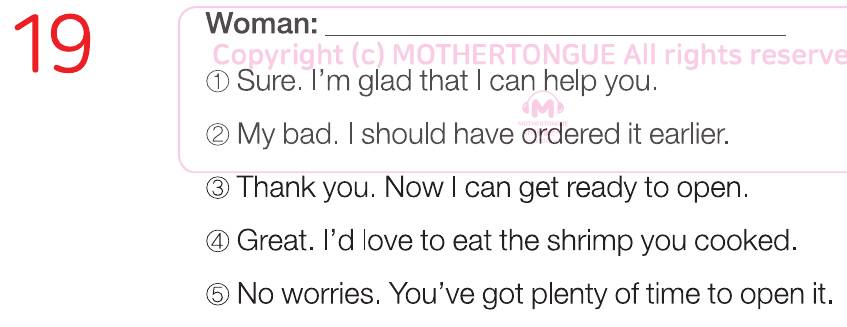 19
Woman: ____________________
Copyright (c) MOTHERTONGUE All rights reserve
① Sure. I'm glad that I can help you.
MOTHERTONGUE
② My bad. I should have ordered it earlier.
③ Thank you. Now I can get ready to open.
④ Great. I'd love to eat the shrimp you cooked.
⑤ No worries. You've got plenty of time to open it.